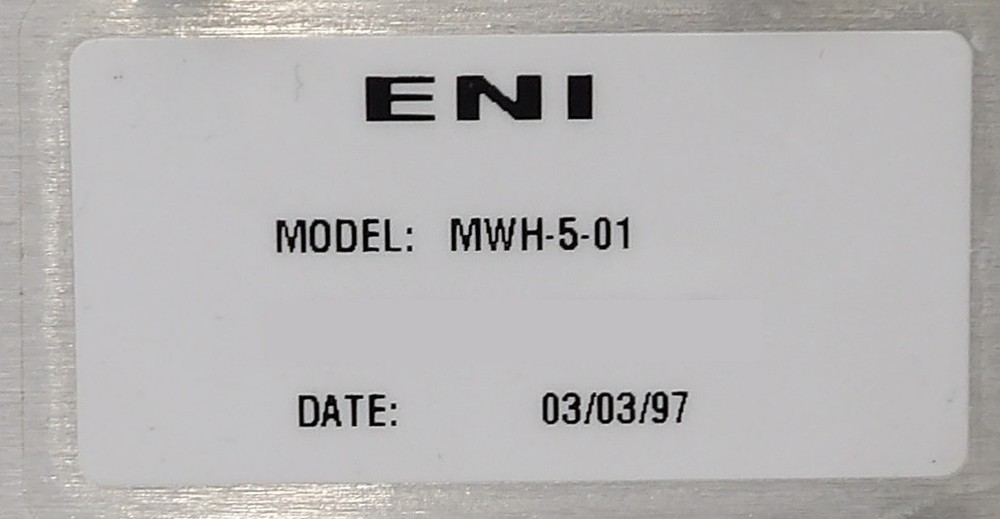 ENI
MODEL: MWH-5-01
DATE: 03/03/97